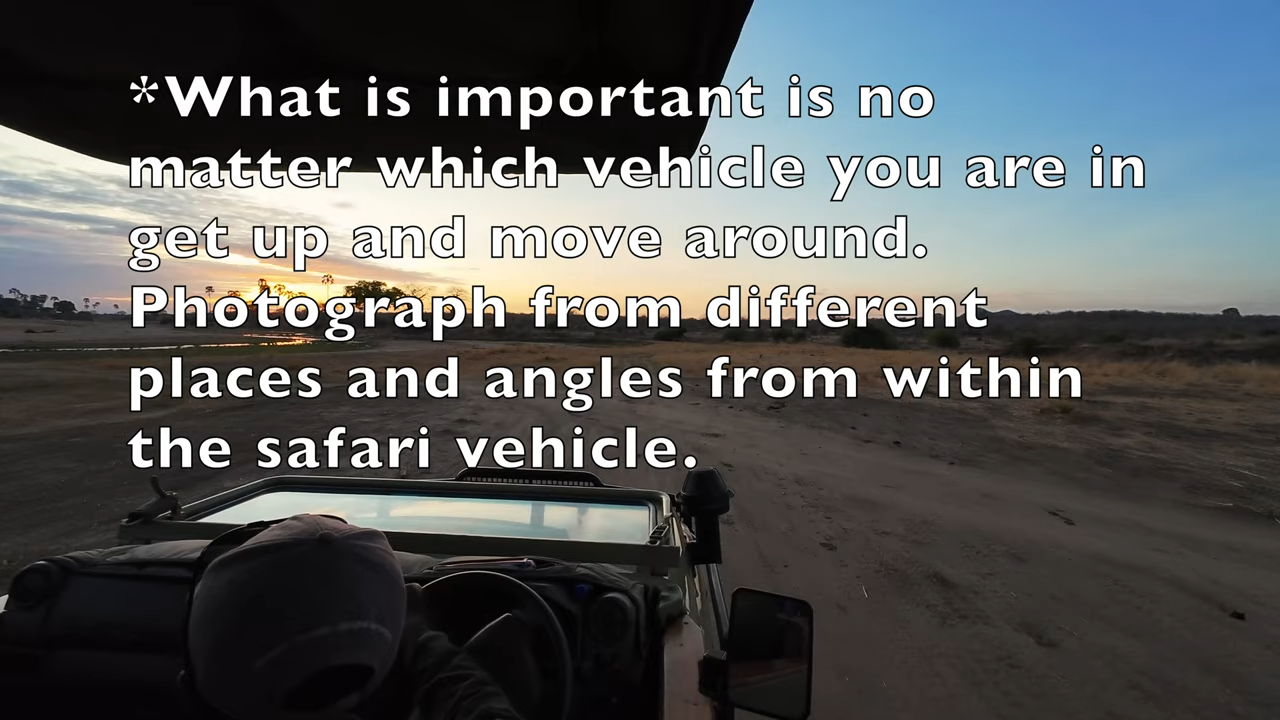 *What is important is no
matter which vehicle you are in
get up and move around.
Photograph from different
places and angles from within
the safari vehicle.